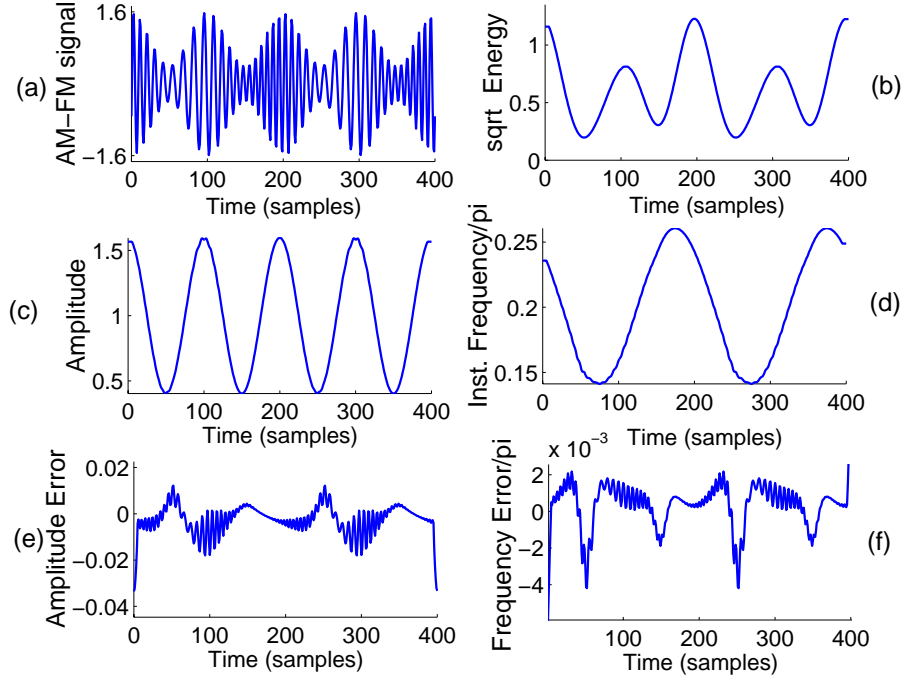 (a)
AM−FM signal
1.6
−1.6
0 100 200 300 400
Time (samples)
(b)
sqrt Energy
1
0.5
0
0 100 200 300 400
Time (samples)
(c)
Amplitude
1.5
1
0.5
0 100 200 300 400
Time (samples)
(d)
Inst. Frequency/pi
0.25
0.2
0.15
0 100 200 300 400
Time (samples)
(e)
Amplitude Error
0.02
0
−0.02
−0.04
0 100 200 300 400
Time (samples)
(f)
Frequency Error/pi
x 10−3
2
0
−2
−4
100 200 300 400
Time (samples)